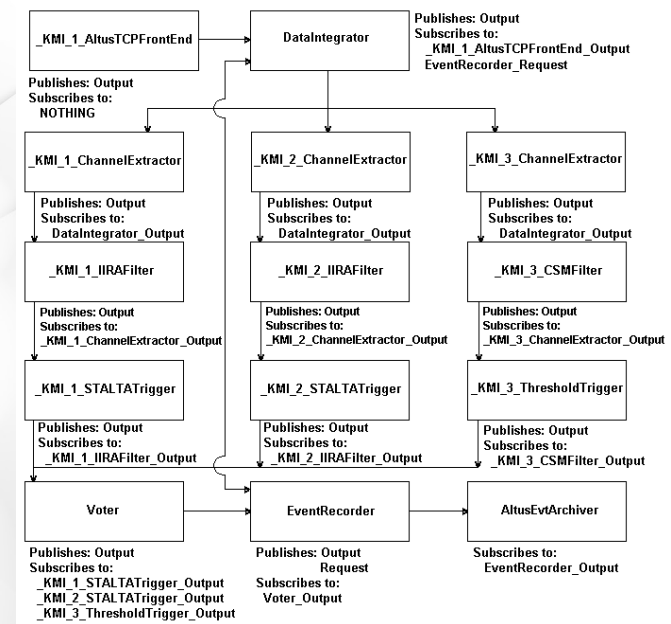 _KMI_1_AltusTCPFrontEnd
DataIntegrator
Publishes: Output
Subscribes to:
_KMI_1_AltusTCPFrontEnd_Output
EventRecorder_Request
Publishes: Output
Subscribes to:
NOTHING
_KMI_1_ChannelExtractor
_KMI_2_ChannelExtractor
_KMI_3_ChannelExtractor
Publishes: Output
Subscribes to:
DataIntegrator_Output
Publishes: Output
Subscribes to:
DataIntegrator_Output
Publishes: Output
Subscribes to:
DataIntegrator_Output
_KMI_1_IIRAFilter
_KMI_2_IIRAFilter
_KMI_3_CSMFilter
Publishes: Output
Subscribes to:
_KMI_1_ChannelExtractor_Output
Publishes: Output
Subscribes to:
_KMI_2_ChannelExtractor_Output
Publishes: Output
Subscribes to:
_KMI_3_ChannelExtractor_Output
_KMI_1_STALTATrigger
_KMI_2_STALTATrigger
_KMI_3_ThresholdTrigger
Publishes: Output
Subscribes to:
_KMI_1_IIRAFilter_Output
Publishes: Output
Subscribes to:
_KMI_2_IIRAFilter_Output
Publishes: Output
Subscribes to:
_KMI_3_CSMFilter_Output
Voter
EventRecorder
AltusEvtArchiver
Publishes: Output
Subscribes to:
_KMI_1_STALTATrigger_Output
_KMI_2_STALTATrigger_Output
_KMI_3_ThresholdTrigger_Output
Publishes: Output
Request
Subscribes to:
Voter_Output
Subscribes to:
EventRecorder_Output